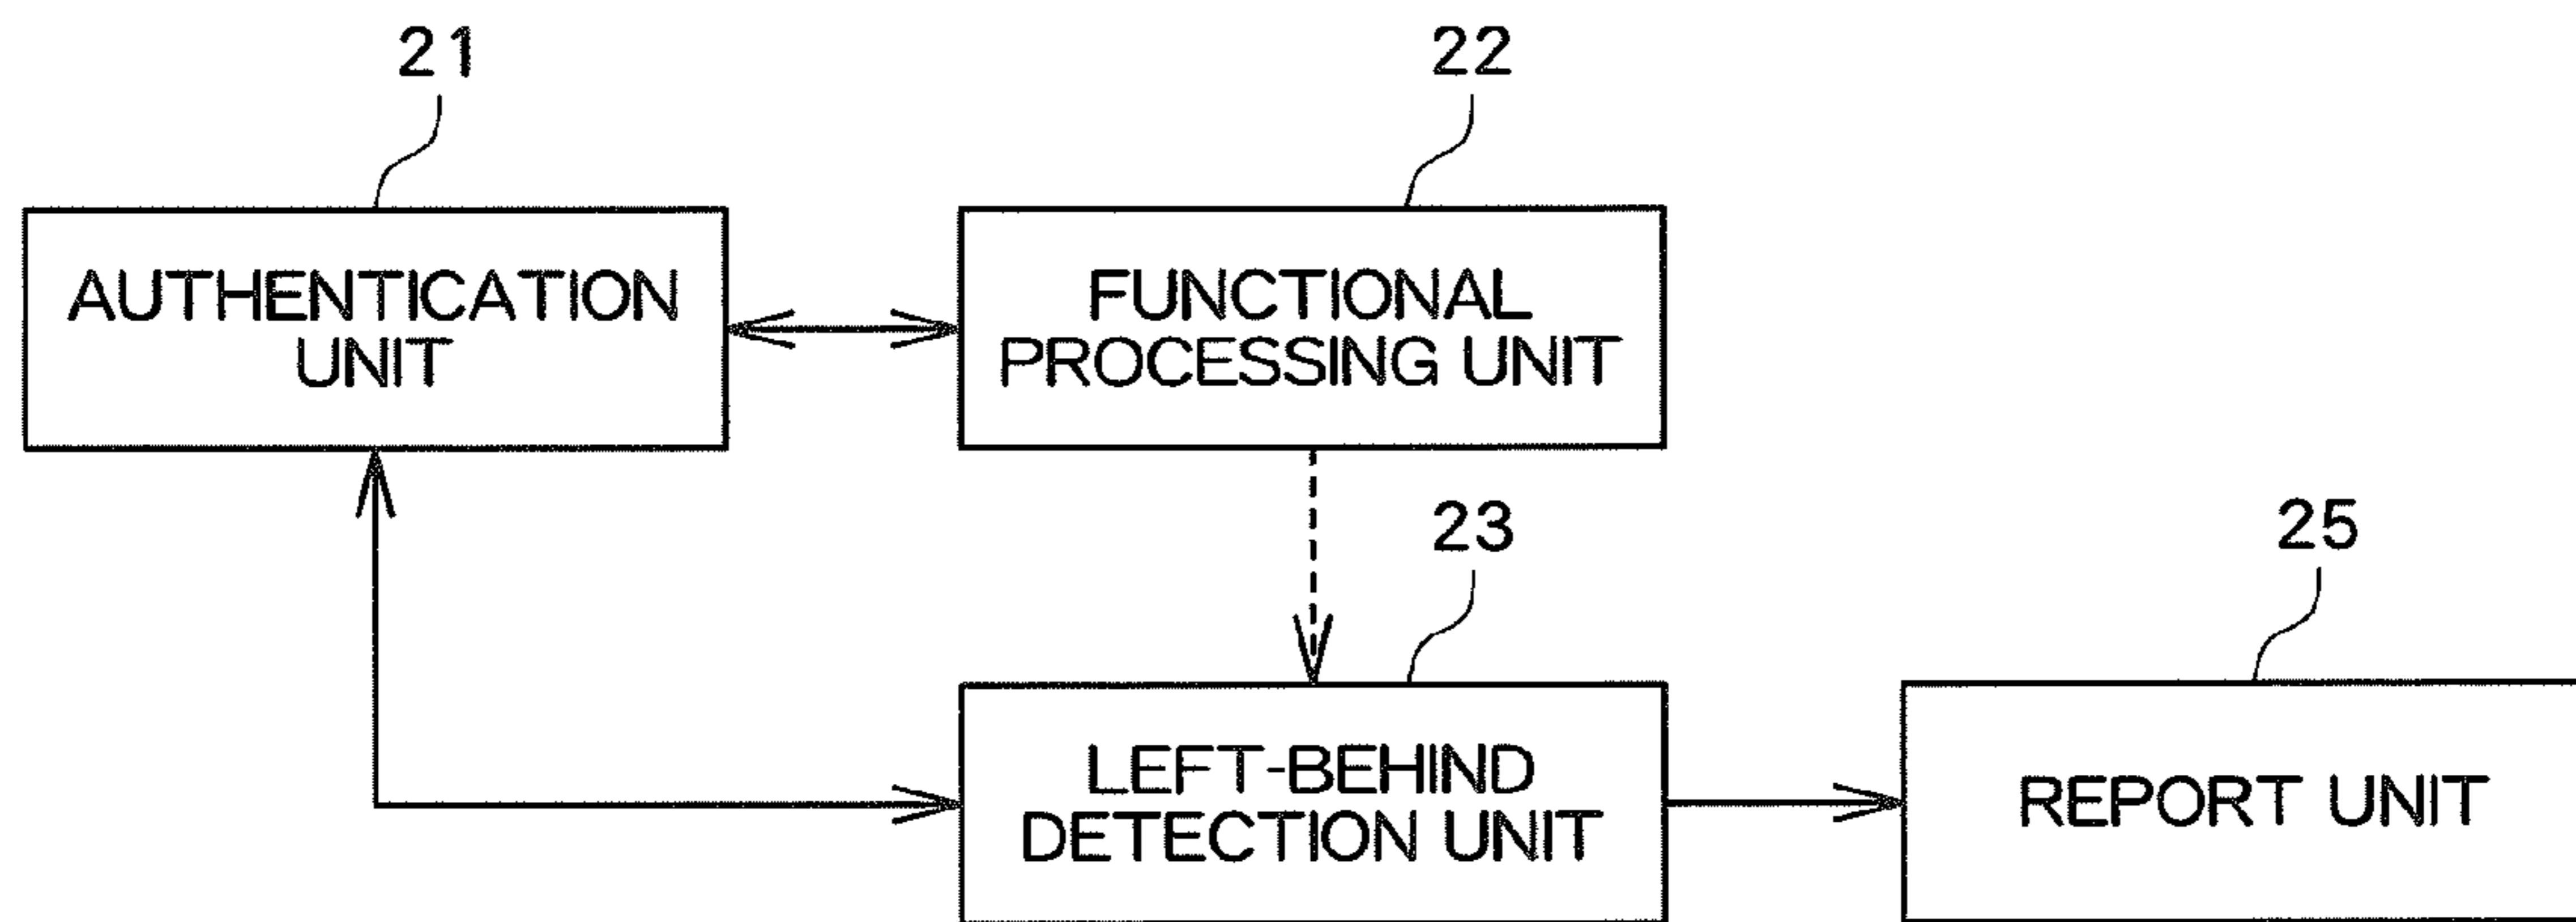 21
22
AUTHENTICATION
UNIT
FUNCTIONAL
PROCESSING UNIT
23
25
LEFT-BEHIND
DETECTION UNIT
REPORT UNIT